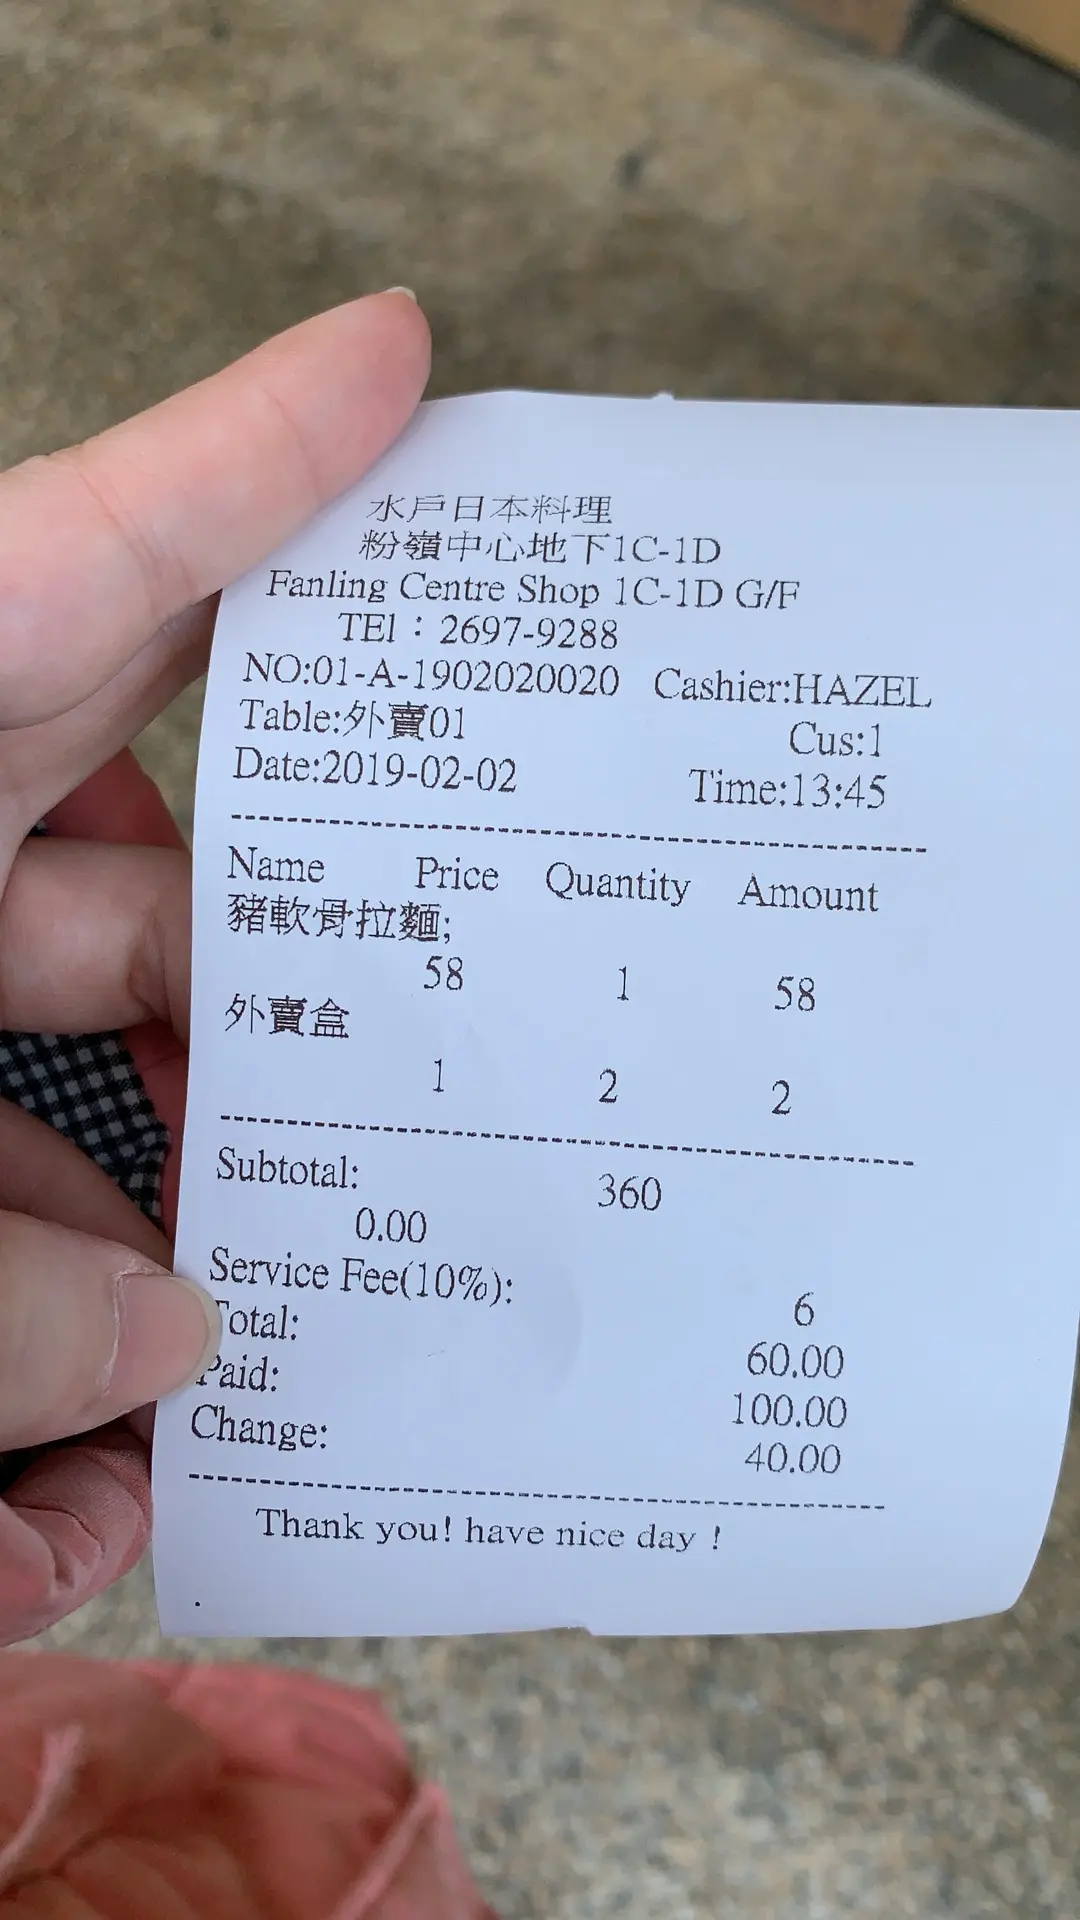 水戶日本料理
粉嶺中心地下1C-1D
Fanling Centre Shop 1C-1D G/F
TEl：2697-9288
NO:01-A-1902020020 Cashier:HAZEL
Table:外賣01 Cus:1
Date:2019-02-02 Time:13:45
Name Price Quantity Amount
豬軟骨拉麵;
58 1 58
外賣盒
1 2 2
Subtotal: 360
0.00
Service Fee(10%): 6
Total: 60.00
Paid: 100.00
Change: 40.00
Thank you! have nice day !
.